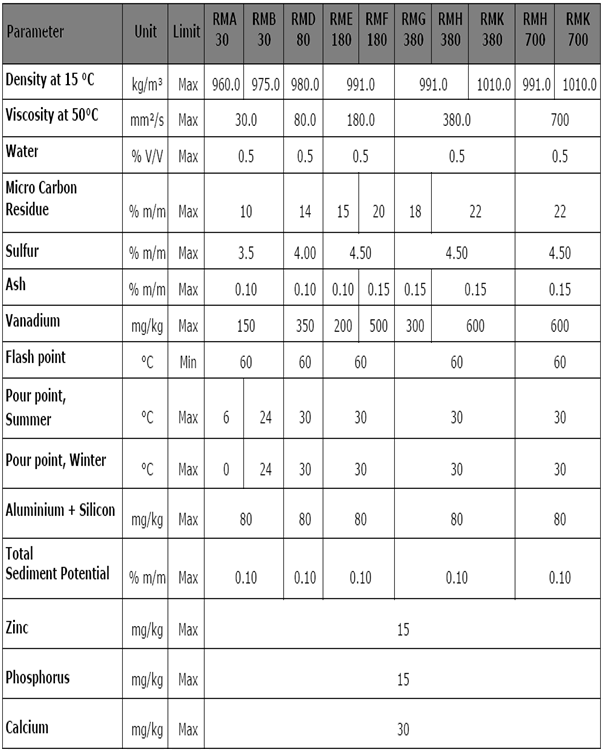 Parameter Unit Limit RMA 30 RMB 30 RMD 80 RME 180 RMF 180 RMG 380 RMH 380 RMK 380 RMH 700 RMK 700
Density at 15 ºC kg/m³ Max 960.0 975.0 980.0 991.0 991.0 1010.0 991.0 1010.0
Viscosity at 50ºC mm²/s Max 30.0 80.0 180.0 380.0 700
Water % V/V Max 0.5 0.5 0.5 0.5 0.5
Micro Carbon
Residue % m/m Max 10 14 15 20 18 22 22
Sulfur % m/m Max 3.5 4.00 4.50 4.50 4.50
Ash % m/m Max 0.10 0.10 0.10 0.15 0.15 0.15 0.15
Vanadium mg/kg Max 150 350 200 500 300 600 600
Flash point ºC Min 60 60 60 60 60
Pour point,
Summer ºC Max 6 24 30 30 30 30
Pour point, Winter ºC Max 0 24 30 30 30 30
Aluminium + Silicon mg/kg Max 80 80 80 80 80
Total
Sediment Potential % m/m Max 0.10 0.10 0.10 0.10 0.10
Zinc mg/kg Max 15
Phosphorus mg/kg Max 15
Calcium mg/kg Max 30